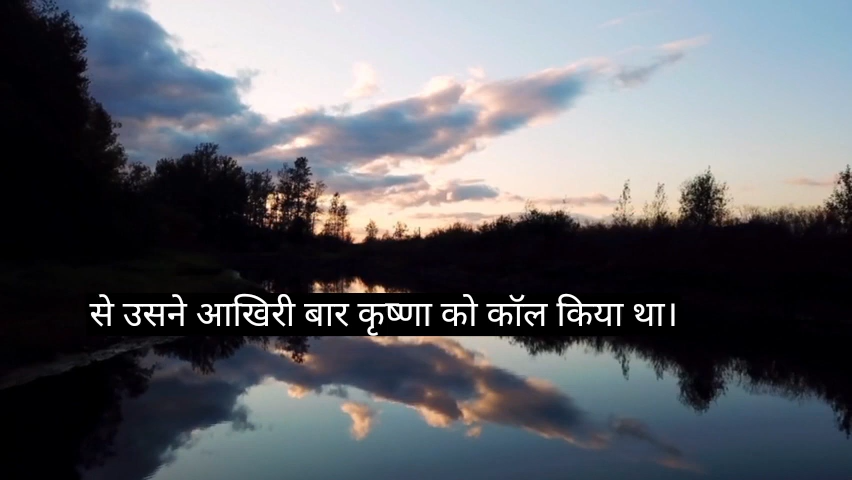 से उसने आखिरी बार कृष्णा को कॉल किया था।